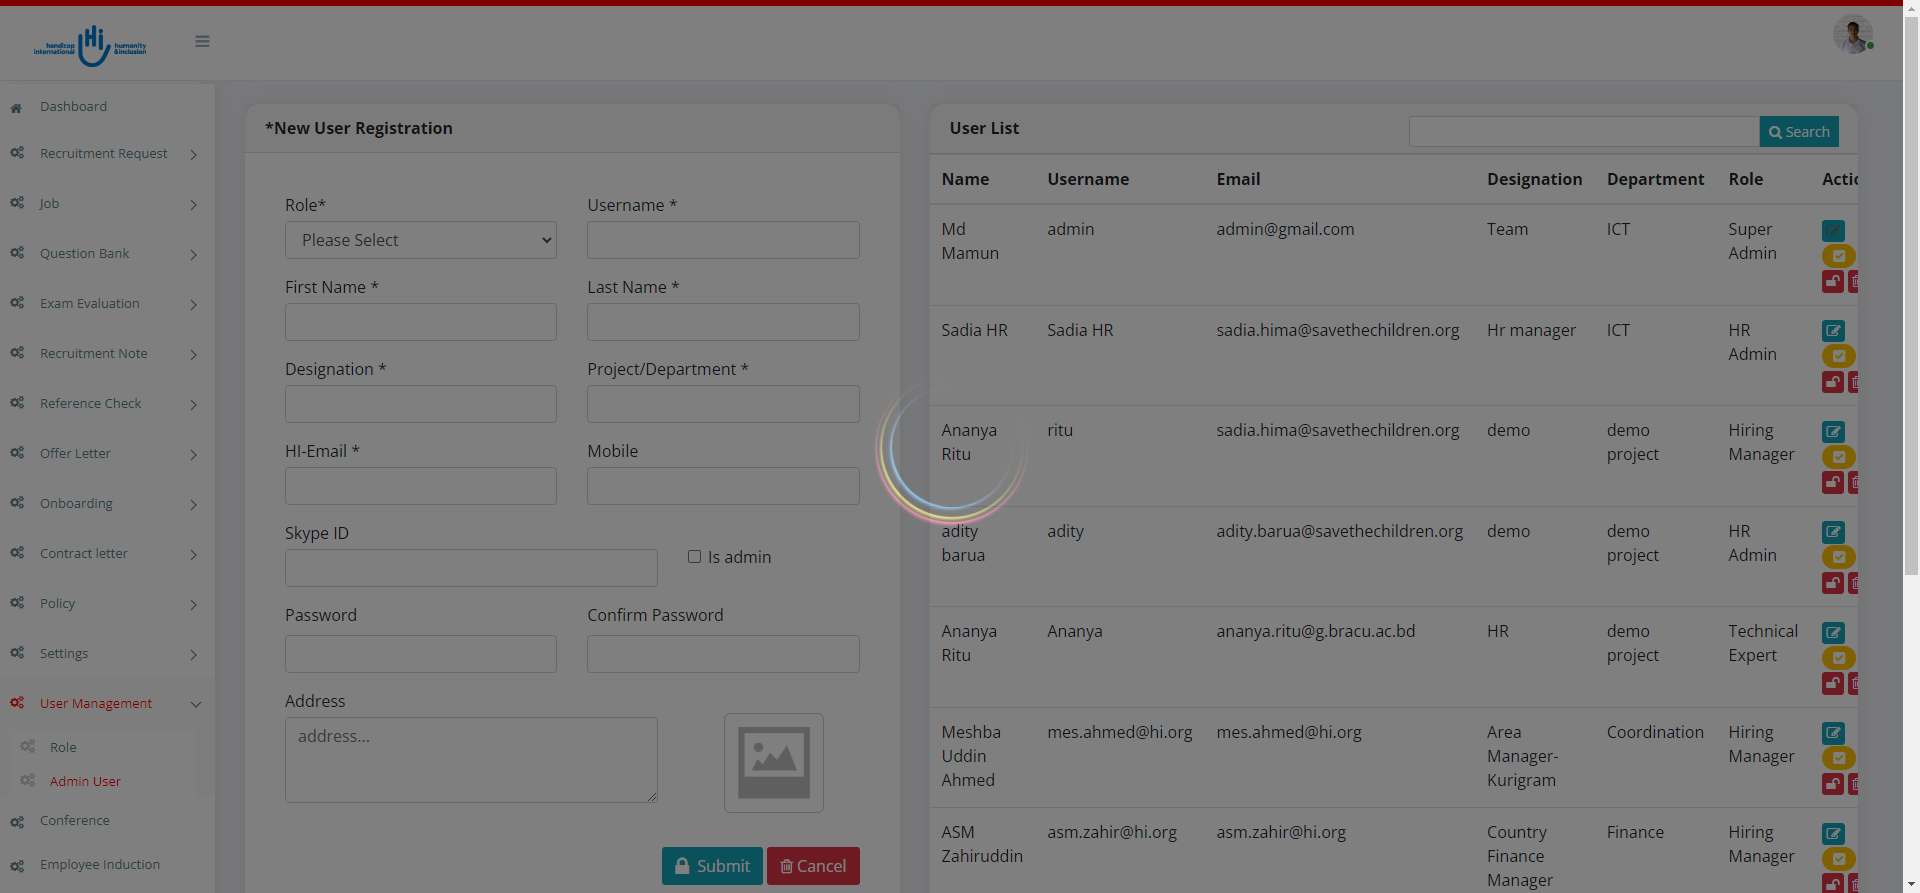 handicap international
Hi
humanity & inclusion
Dashboard
Recruitment Request
Job
Question Bank
Exam Evaluation
Recruitment Note
Reference Check
Offer Letter
Onboarding
Contract letter
Policy
Settings
User Management
Role
Admin User
Conference
Employee Induction
*New User Registration
Role*
Username *
Please Select
First Name *
Last Name *
Designation *
Project/Department *
HI-Email *
Mobile
Skype ID
Is admin
Password
Confirm Password
Address
address...
Submit
Cancel
User List
Search
Name Username Email Designation Department Role Actio
Md admin admin@gmail.com Team ICT Super
Mamun Admin
Sadia HR Sadia HR sadia.hima@savethechildren.org Hr manager ICT HR
Admin
Ananya ritu sadia.hima@savethechildren.org demo demo Hiring
Ritu project Manager
adity adity adity.barua@savethechildren.org demo demo HR
barua project Admin
Ananya Ananya ananya.ritu@g.bracu.ac.bd HR demo Technical
Ritu project Expert
Meshba mes.ahmed@hi.org mes.ahmed@hi.org Area Coordination Hiring
Uddin Manager- Manager
Ahmed Kurigram
ASM asm.zahir@hi.org asm.zahir@hi.org Country Finance Hiring
Zahiruddin Finance Manager
Manager